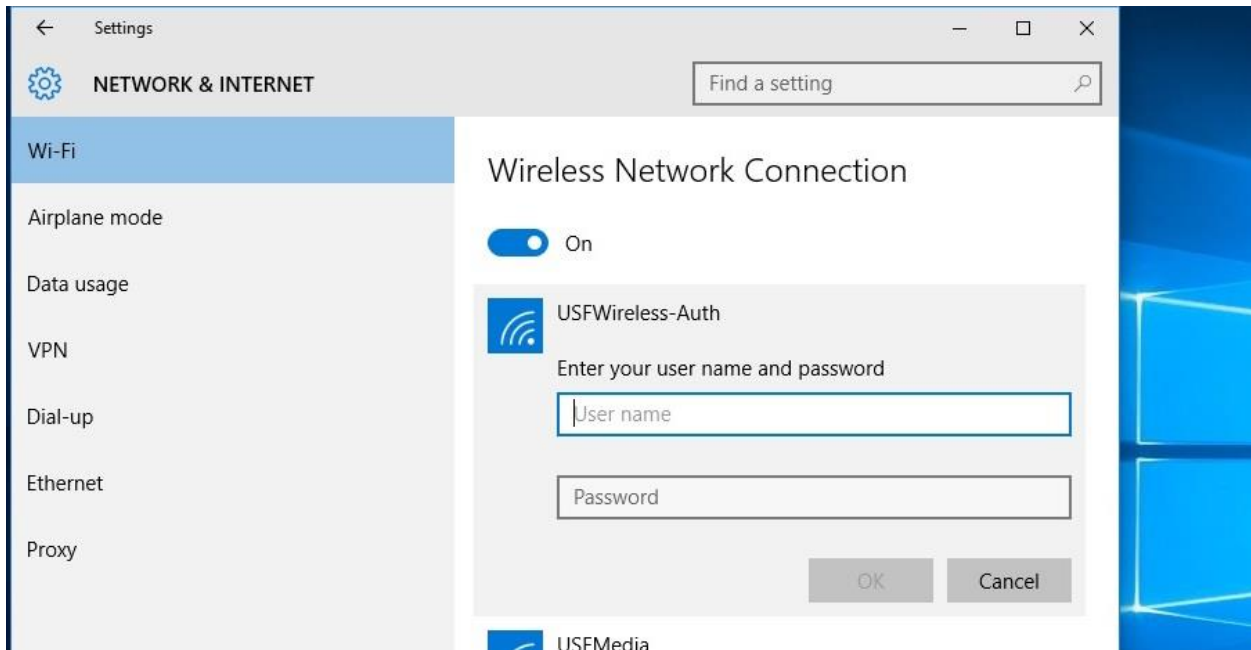 Settings
NETWORK & INTERNET
Find a setting
Wi-Fi
Airplane mode
Data usage
VPN
Dial-up
Ethernet
Proxy
Wireless Network Connection
On
USFWireless-Auth
Enter your user name and password
User name
Password
OK
Cancel
USFMedia